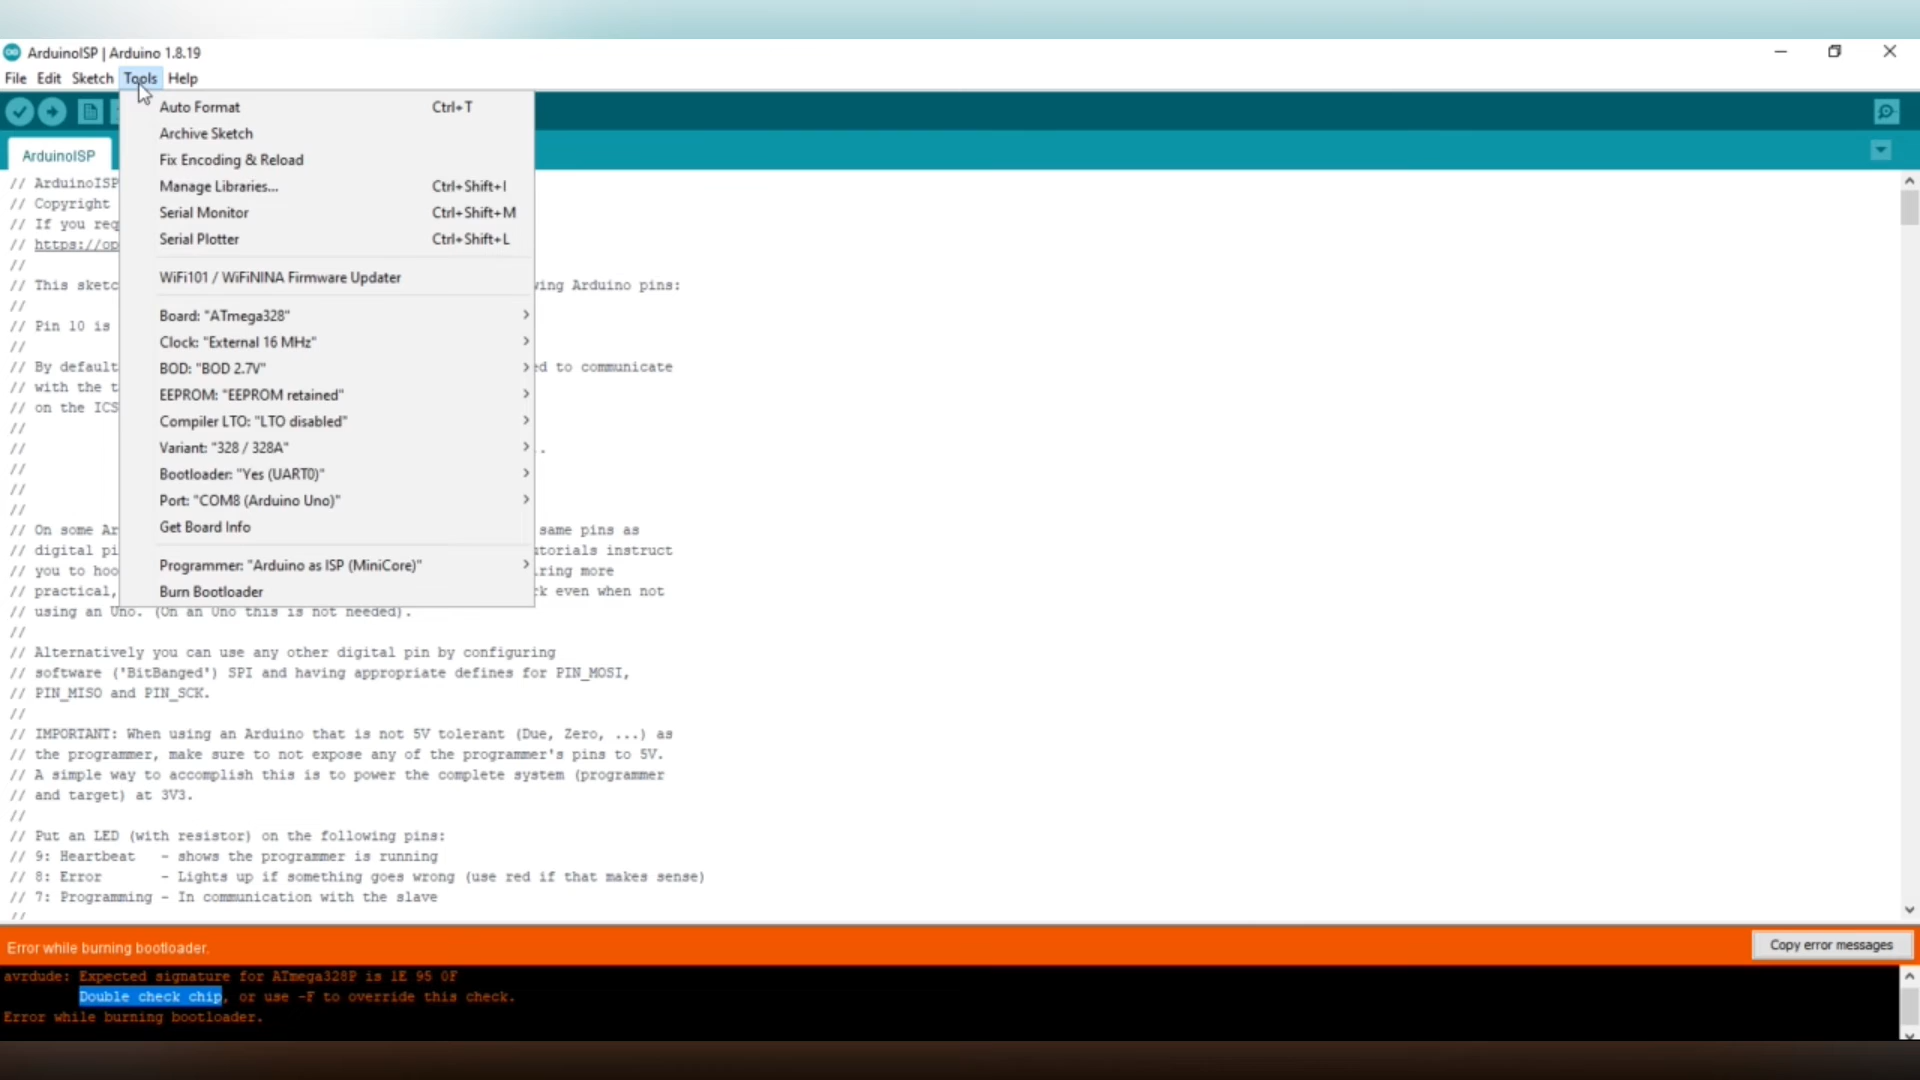 ArduinoISP | Arduino 1.8.19
File Edit Sketch Tools Help
Auto Format Ctrl+T
Archive Sketch
Fix Encoding & Reload
Manage Libraries... Ctrl+Shift+I
Serial Monitor Ctrl+Shift+M
Serial Plotter Ctrl+Shift+L
WiFi101 / WiFiNINA Firmware Updater
Board: "ATmega328"
Clock: "External 16 MHz"
BOD: "BOD 2.7V"
EEPROM: "EEPROM retained"
Compiler LTO: "LTO disabled"
Variant: "328 / 328A"
Bootloader: "Yes (UART0)"
Port: "COM8 (Arduino Uno)"
Get Board Info
Programmer: "Arduino as ISP (MiniCore)"
Burn Bootloader
ArduinoISP
// ArduinoISP
// Copyright
// If you req
// https://op
//
// This sketc ving Arduino pins:
//
// Pin 10 is
//
// By default ed to communicate
// with the t
// on the ICS
//
// .
//
//
//
// On some Ar same pins as
// digital pi utorials instruct
// you to hoo iring more
// practical, rk even when not
// using an Uno. (On an Uno this is not needed).
//
// Alternatively you can use any other digital pin by configuring
// software ('BitBanged') SPI and having appropriate defines for PIN_MOSI,
// PIN_MISO and PIN_SCK.
//
// IMPORTANT: When using an Arduino that is not 5V tolerant (Due, Zero, ...) as
// the programmer, make sure to not expose any of the programmer's pins to 5V.
// A simple way to accomplish this is to power the complete system (programmer
// and target) at 3V3.
//
// Put an LED (with resistor) on the following pins:
// 9: Heartbeat - shows the programmer is running
// 8: Error - Lights up if something goes wrong (use red if that makes sense)
// 7: Programming - In communication with the slave
//
Error while burning bootloader.
Copy error messages
avrdude: Expected signature for ATmega328P is 1E 95 0F
Double check chip, or use -F to override this check.
Error while burning bootloader.